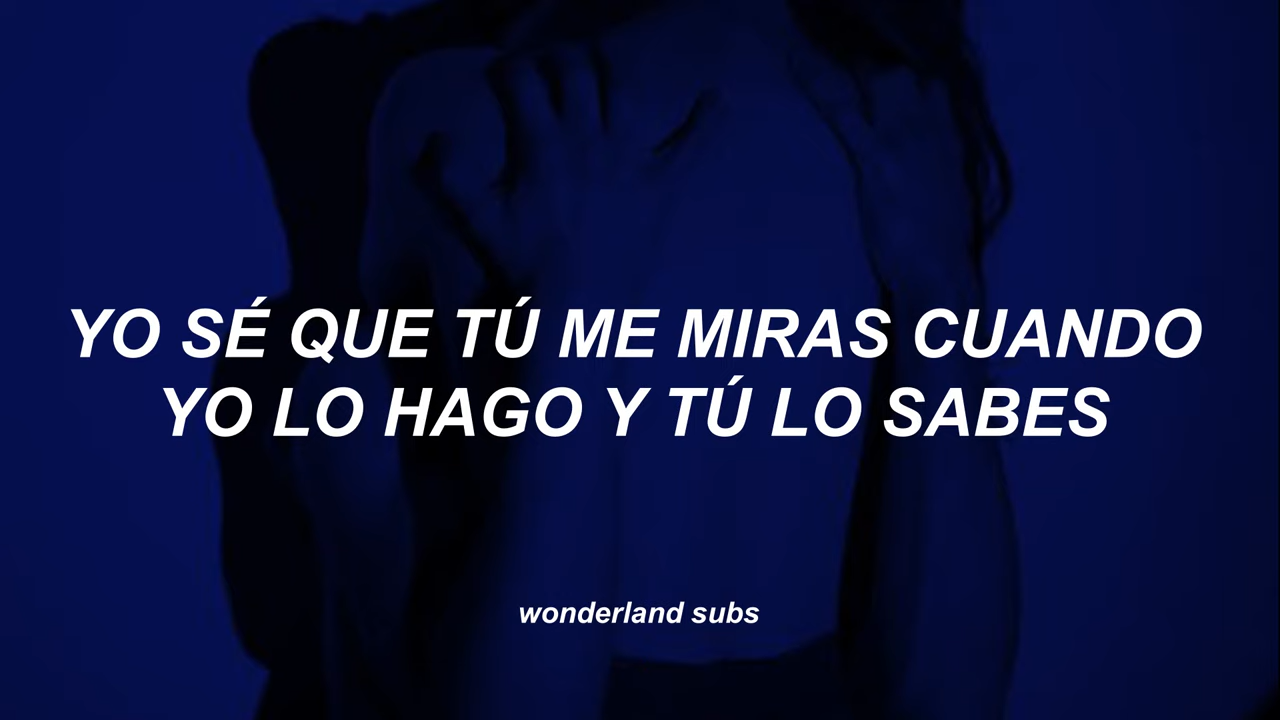 YO SÉ QUE TÚ ME MIRAS CUANDO
YO LO HAGO Y TÚ LO SABES
wonderland subs